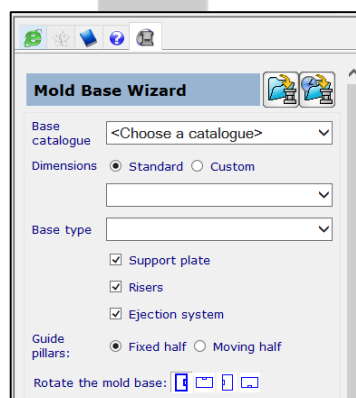 Mold Base Wizard
Base
catalogue
<Choose a catalogue>
Dimensions
Standard
Custom
Base type
Support plate
Risers
Ejection system
Guide
pillars:
Fixed half
Moving half
Rotate the mold base: